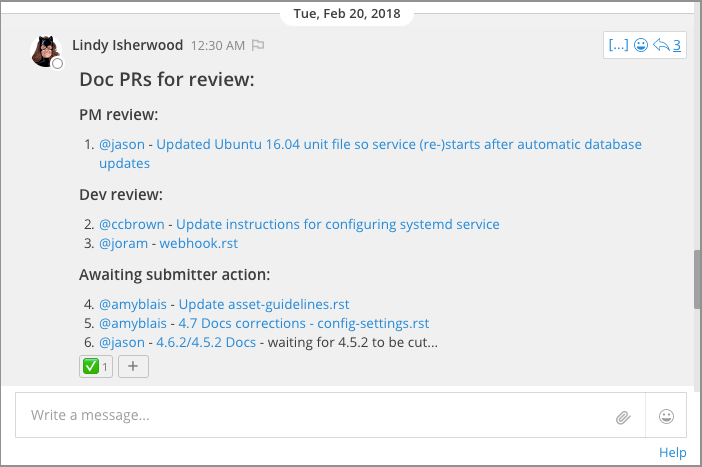 Tue, Feb 20, 2018
Lindy Isherwood 12:30 AM
[...] 3
Doc PRs for review:
PM review:
1. @jason - Updated Ubuntu 16.04 unit file so service (re-)starts after automatic database
updates
Dev review:
2. @ccbrown - Update instructions for configuring systemd service
3. @joram - webhook.rst
Awaiting submitter action:
4. @amyblais - Update asset-guidelines.rst
5. @amyblais - 4.7 Docs corrections - config-settings.rst
6. @jason - 4.6.2/4.5.2 Docs - waiting for 4.5.2 to be cut...
1 +
Write a message...
Help